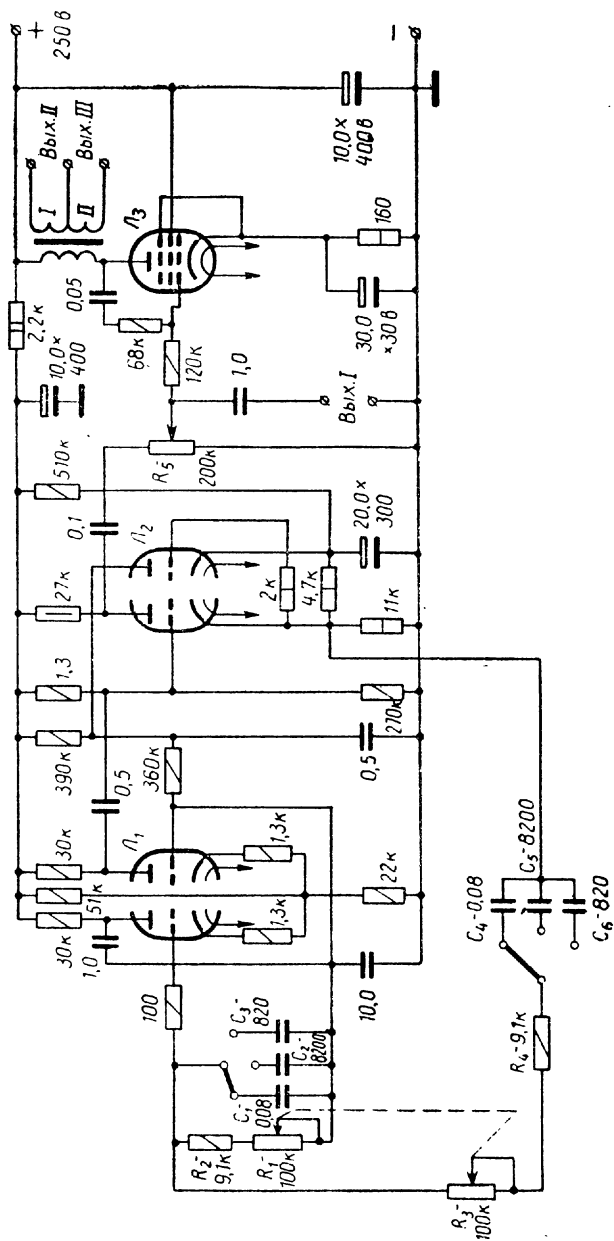 R₃-
100к
R₄-9,1к
C₄-0,08
C₅-8200
C₆-820
R₂-
9,1к
R₁-
100к
C₁-
0,08
C₂-
8200
C₃-
820
100
10,0
1,0
30к
51к
30к
Л₁
1,3к
1,3к
22к
0,5
390к
360к
0,5
1,3
270к
27к
0,1
Л₂
2к
4,7к
11к
510к
20,0×
300
R₅-
200к
10,0×
400
2,2к
120к
68к
0,05
1,0
Вых.I
Л₃
I
II
Вых.II
Вых.III
30,0
×30в
160
10,0×
400в
+
250в
−